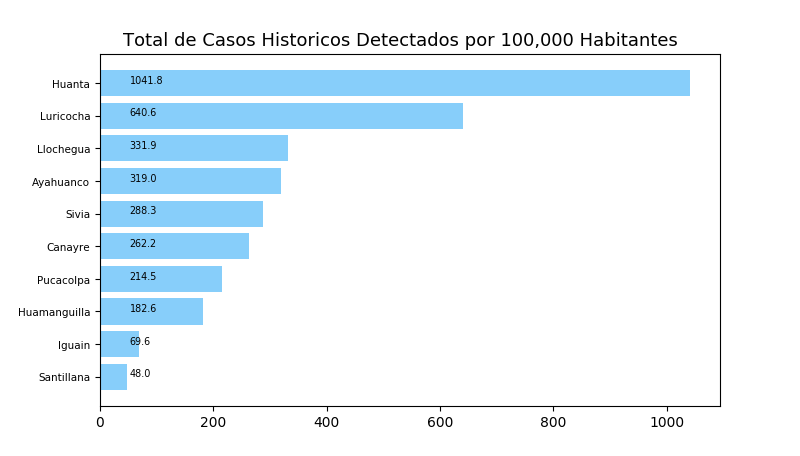 Total de Casos Historicos Detectados por 100,000 Habitantes
Huanta 1041.8
Luricocha 640.6
Llochegua 331.9
Ayahuanco 319.0
Sivia 288.3
Canayre 262.2
Pucacolpa 214.5
Huamanguilla 182.6
Iguain 69.6
Santillana 48.0
0 200 400 600 800 1000